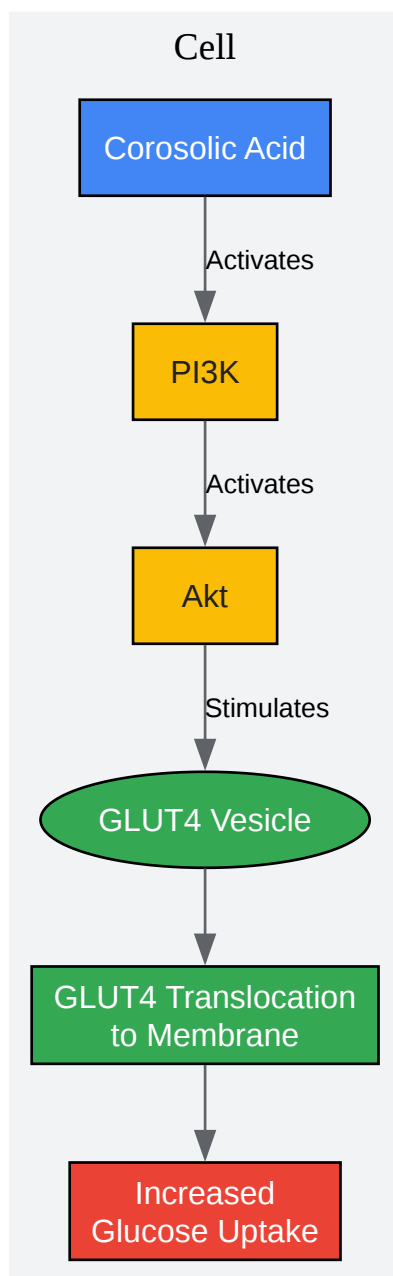 Cell
Corosolic Acid
Activates
PI3K
Activates
Akt
Stimulates
GLUT4 Vesicle
GLUT4 Translocation
to Membrane
Increased
Glucose Uptake